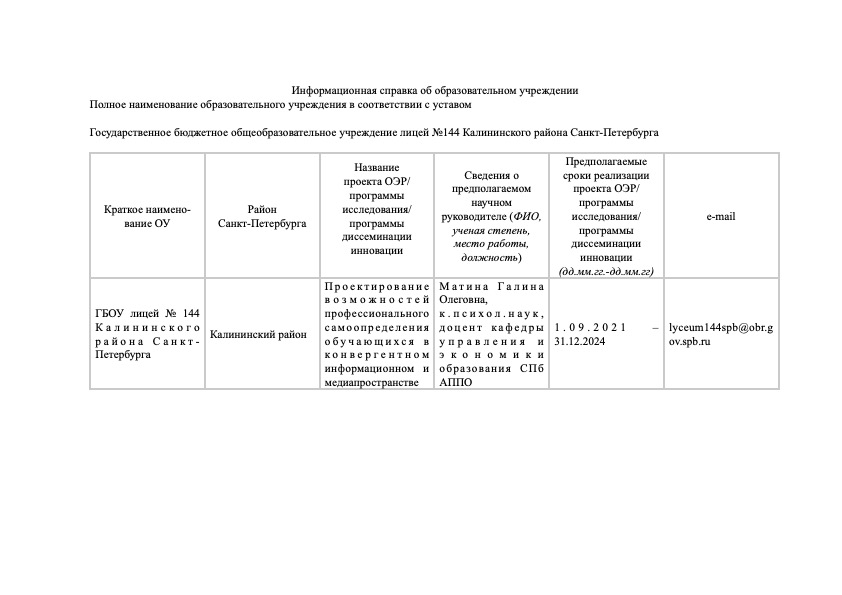 Информационная справка об образовательном учреждении
Полное наименование образовательного учреждения в соответствии с уставом
Государственное бюджетное общеобразовательное учреждение лицей №144 Калининского района Санкт-Петербурга
Краткое наимено-
вание ОУ
Район
Санкт-Петербурга
Название
проекта ОЭР/
программы
исследования/
программы
диссеминации
инновации
Сведения о
предполагаемом
научном
руководителе (ФИО,
ученая степень,
место работы,
должность)
Предполагаемые
сроки реализации
проекта ОЭР/
программы
исследования/
программы
диссеминации
инновации
(дд.мм.гг.-дд.мм.гг)
e-mail
ГБОУ лицей № 144
Калининского
района Санкт-
Петербурга
Калининский район
Проектирование
возможностей
профессионального
самоопределения
обучающихся в
конвергентном
информационном и
медиапространстве
Матина Галина
Олеговна,
к.психол.наук,
доцент кафедры
управления и
экономики
образования СПб
АППО
1.09.2021 –
31.12.2024
lyceum144spb@obr.g
ov.spb.ru